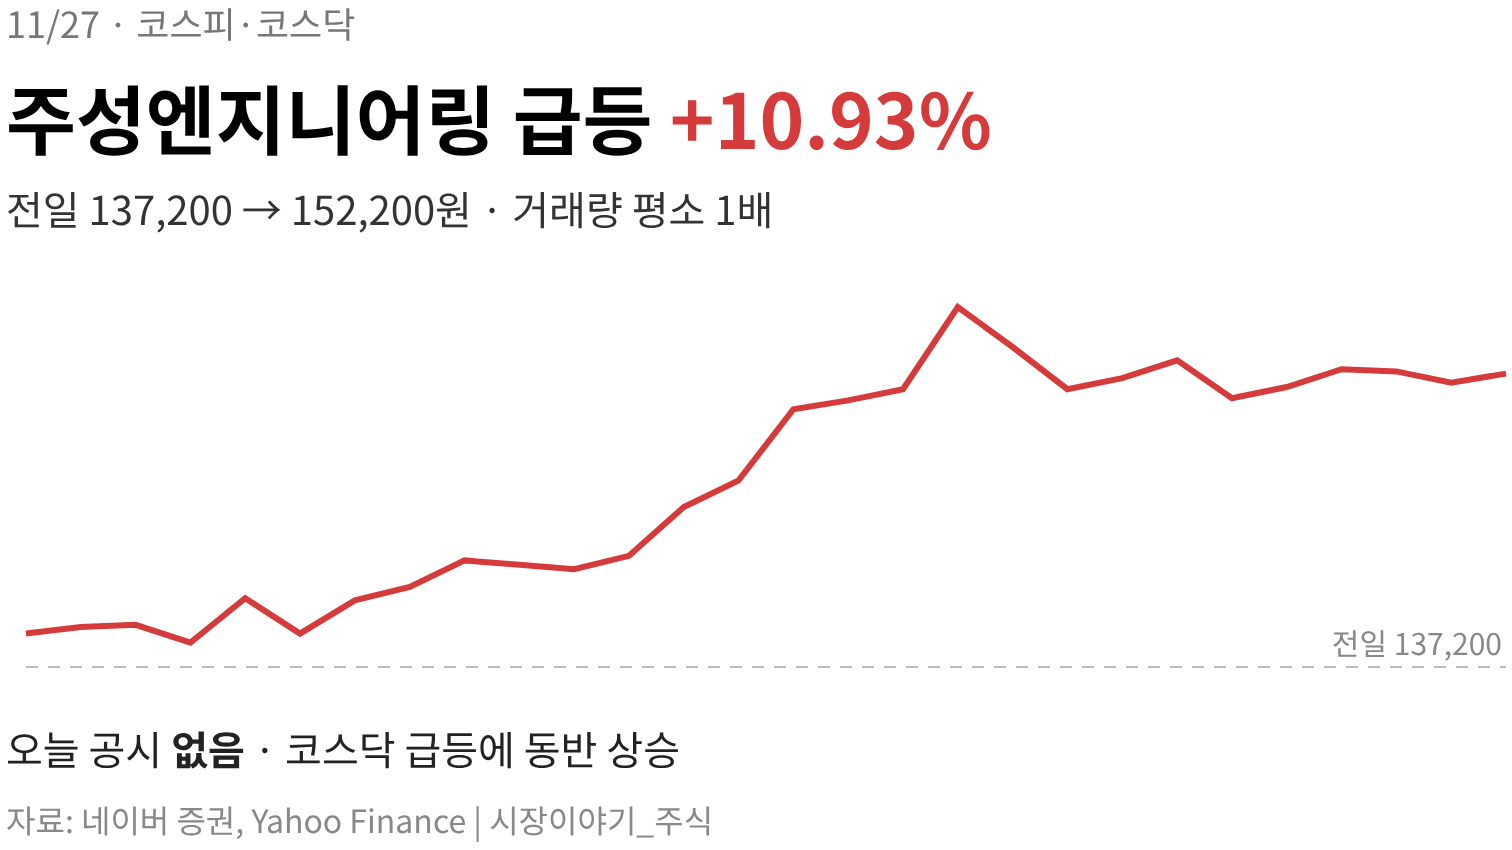 11/27 · 코스피·코스닥
주성엔지니어링 급등 +10.93%
전일 137,200 → 152,200원 · 거래량 평소 1배
전일 137,200
오늘 공시 없음 · 코스닥 급등에 동반 상승
자료: 네이버 증권, Yahoo Finance | 시장이야기_주식